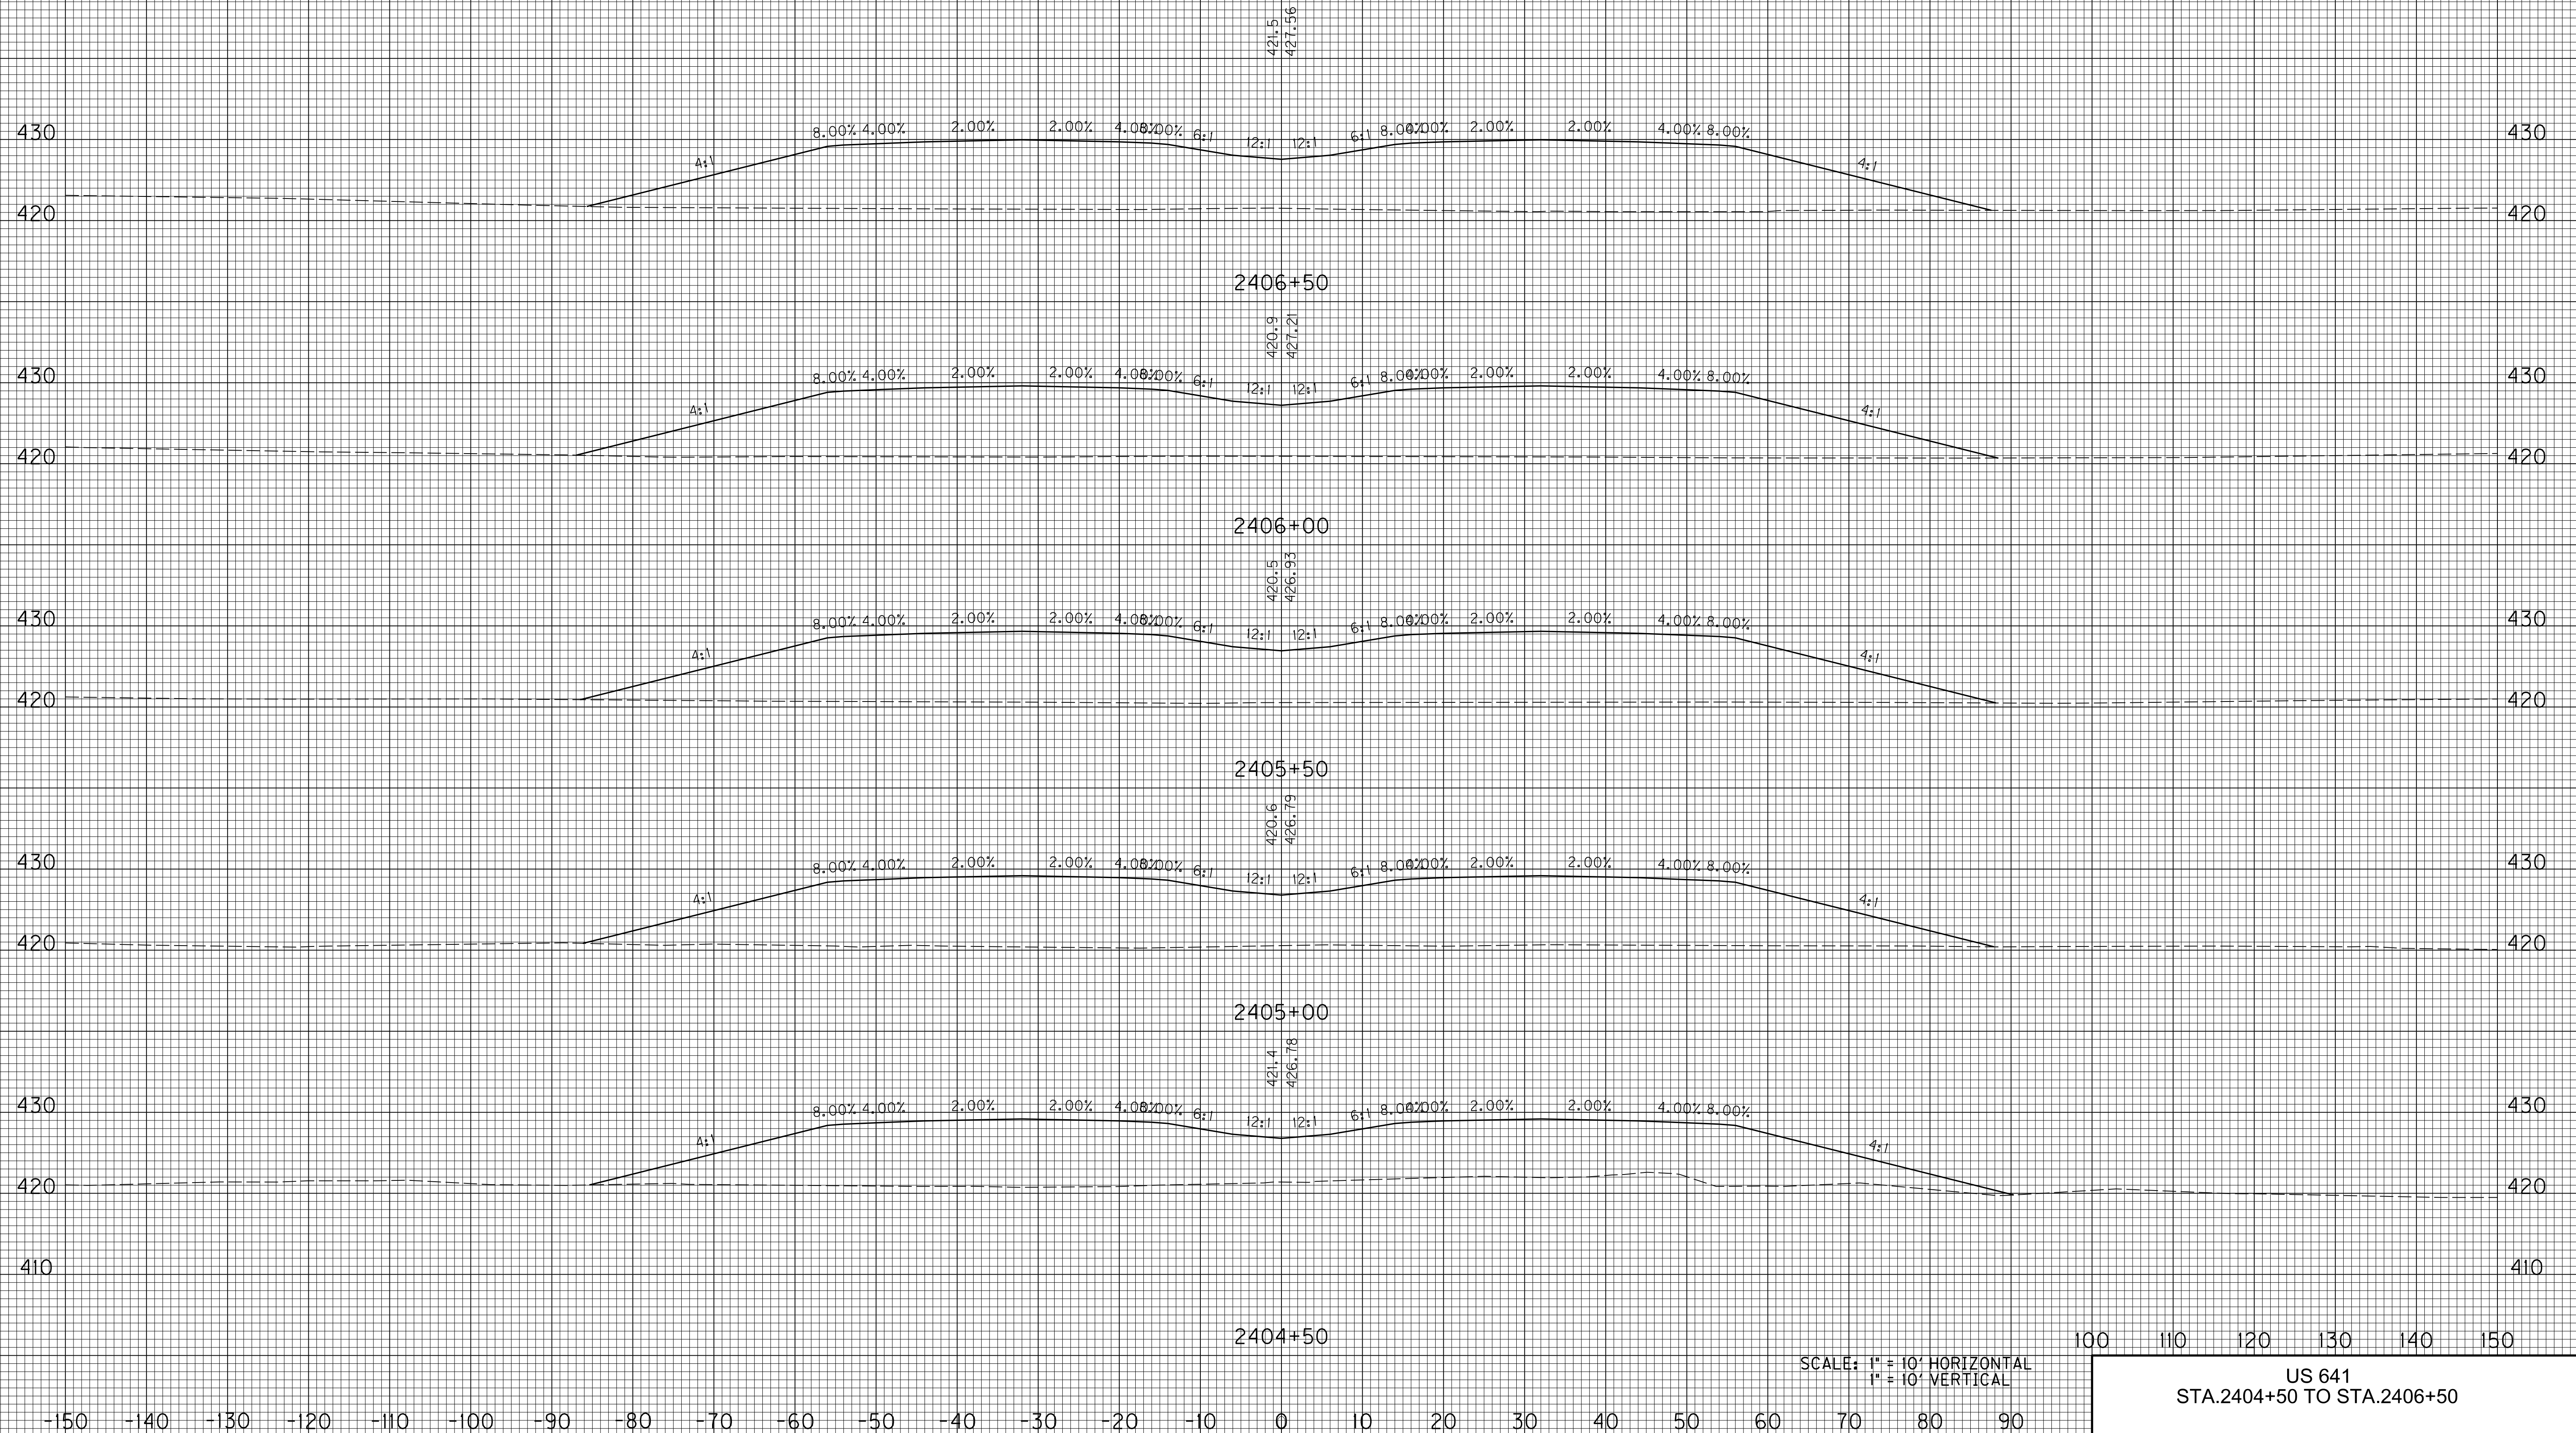 421.5
427.56
8.00% 4.00% 2.00% 2.00% 4.00% 8.00% 6:1 12:1 12:1 6:1 8.00% 4.00% 2.00% 2.00% 4.00% 8.00%
430 430
4:1 4:1
420 420
2406+50
420.9
427.21
8.00% 4.00% 2.00% 2.00% 4.00% 8.00% 6:1 12:1 12:1 6:1 8.00% 4.00% 2.00% 2.00% 4.00% 8.00%
430 430
4:1 4:1
420 420
2406+00
420.5
426.93
8.00% 4.00% 2.00% 2.00% 4.00% 8.00% 6:1 12:1 12:1 6:1 8.00% 4.00% 2.00% 2.00% 4.00% 8.00%
430 430
4:1 4:1
420 420
2405+50
420.6
426.79
8.00% 4.00% 2.00% 2.00% 4.00% 8.00% 6:1 12:1 12:1 6:1 8.00% 4.00% 2.00% 2.00% 4.00% 8.00%
430 430
4:1 4:1
420 420
2405+00
421.4
426.78
8.00% 4.00% 2.00% 2.00% 4.00% 8.00% 6:1 12:1 12:1 6:1 8.00% 4.00% 2.00% 2.00% 4.00% 8.00%
430 430
4:1 4:1
420 420
410 410
2404+50
100 110 120 130 140 150
SCALE: 1" = 10' HORIZONTAL
1" = 10' VERTICAL
US 641
STA.2404+50 TO STA.2406+50
-150 -140 -130 -120 -110 -100 -90 -80 -70 -60 -50 -40 -30 -20 -10 0 10 20 30 40 50 60 70 80 90